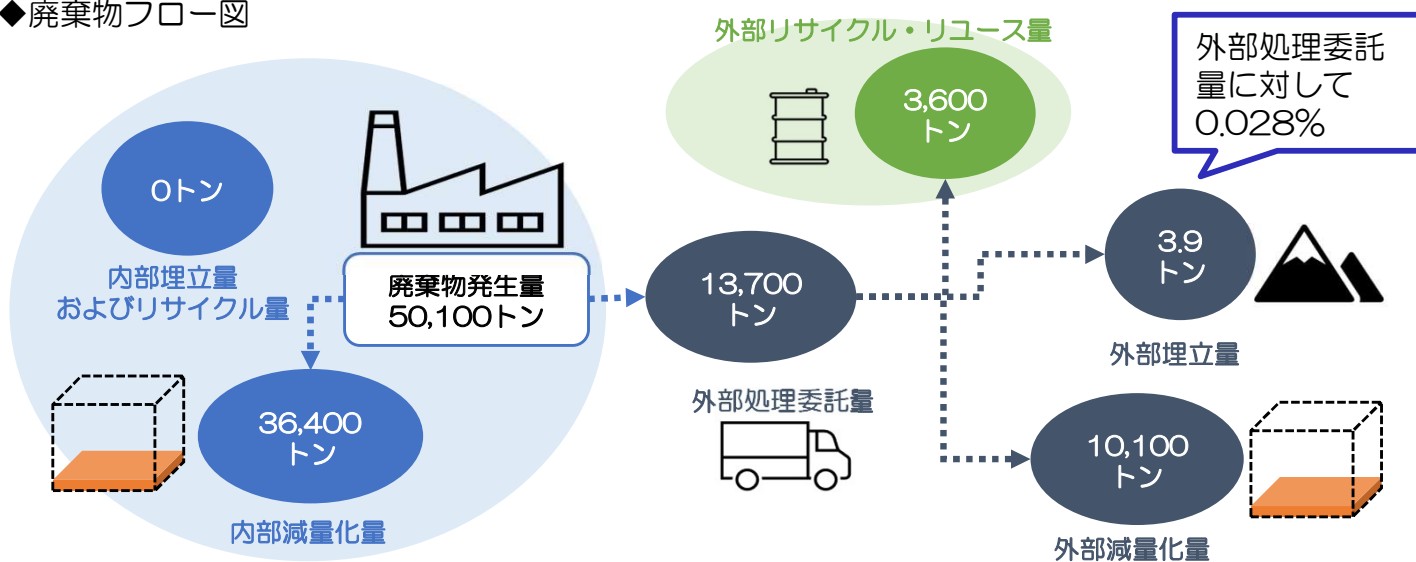 ◆廃棄物フロー図
外部リサイクル・リユース量
3,600
トン
外部処理委託
量に対して
0.028%
0トン
内部埋立量
およびリサイクル量
廃棄物発生量
50,100トン
13,700
トン
3.9
トン
外部埋立量
外部処理委託量
36,400
トン
内部減量化量
10,100
トン
外部減量化量